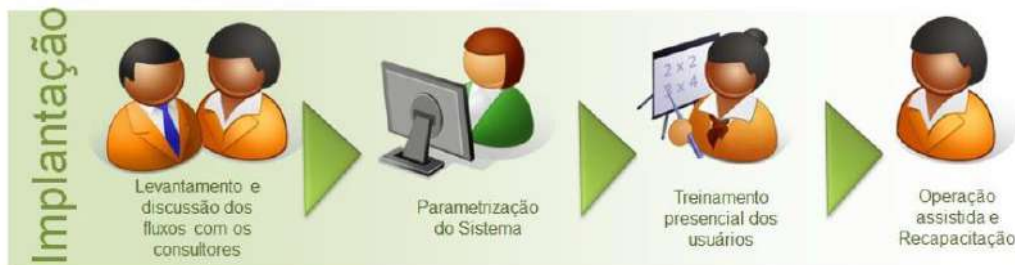 Implantação
Levantamento e
discussão dos
fluxos com os
consultores
Parametrização
do Sistema
2 x 2
3 x 4
Treinamento
presencial dos
usuários
Operação
assistida e
Recapacitação